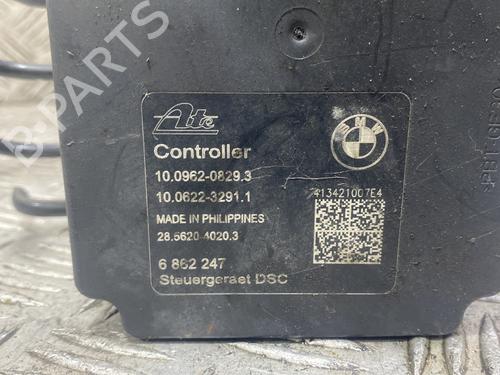 B-PARTS
Ate
BMW
Controller
10.0960-0829.3
10.0622-3291.1
413421007E4
MADE IN PHILIPPINES
28.5620-4020.3
6 862 247
Steuergeraet DSC